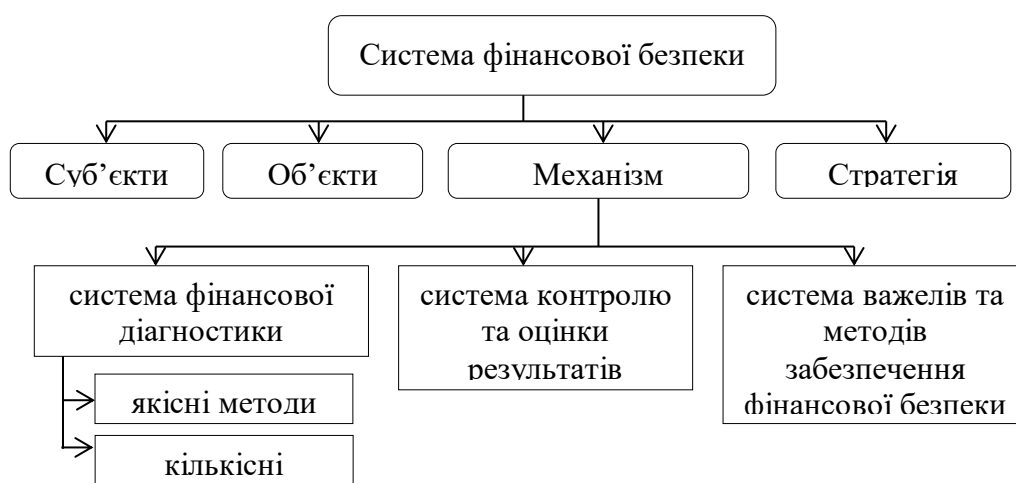 Система фінансової безпеки
Суб’єкти
Об’єкти
Механізм
Стратегія
система фінансової
діагностики
якісні методи
кількісні
система контролю
та оцінки
результатів
система важелів та
методів
забезпечення
фінансової безпеки